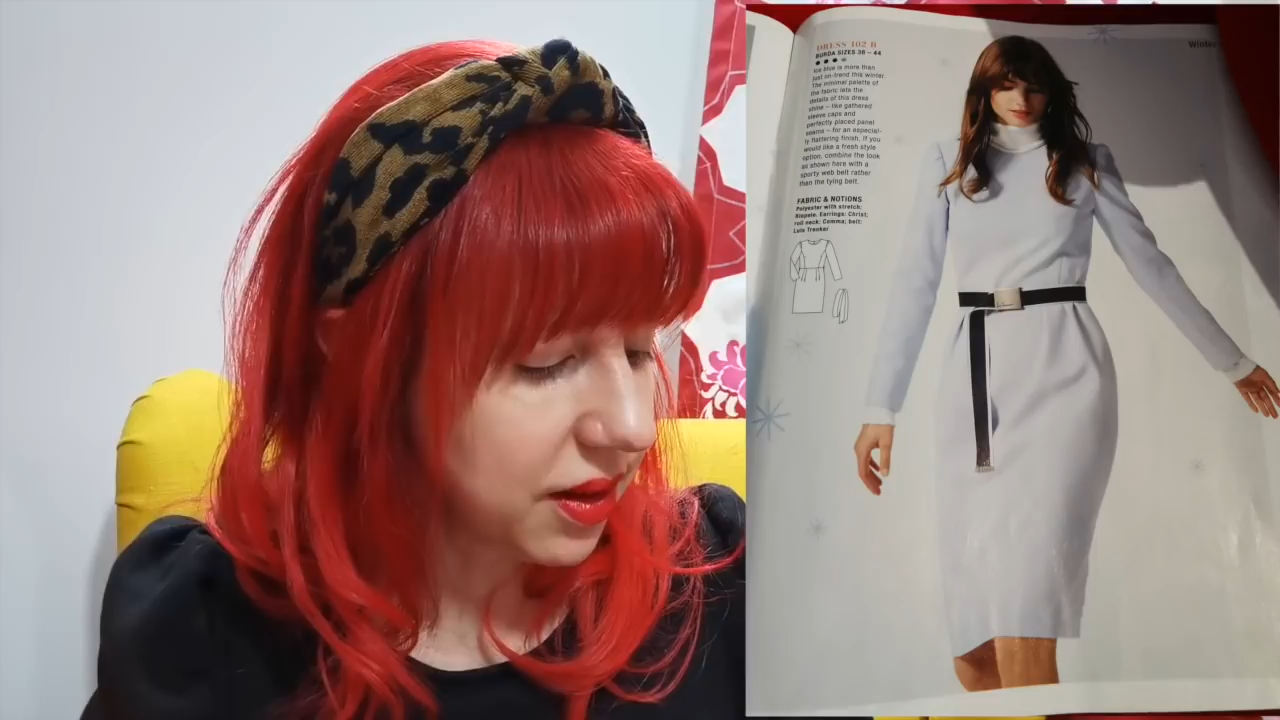 DRESS 102 B
BURDA SIZES 38 – 44
Ice blue is more than
just on-trend this winter.
The minimal palette of
the fabric lets the
details of this dress
shine – like gathered
sleeve caps and
perfectly placed panel
seams – for an especial-
ly flattering finish. If you
would like a fresh style
option, combine the look
as shown here with a
sporty web belt rather
than the tying belt.
FABRIC & NOTIONS
Polyester with stretch:
Riepele. Earrings: Christ;
roll neck: Comma; belt:
Luis Trenker
Winter